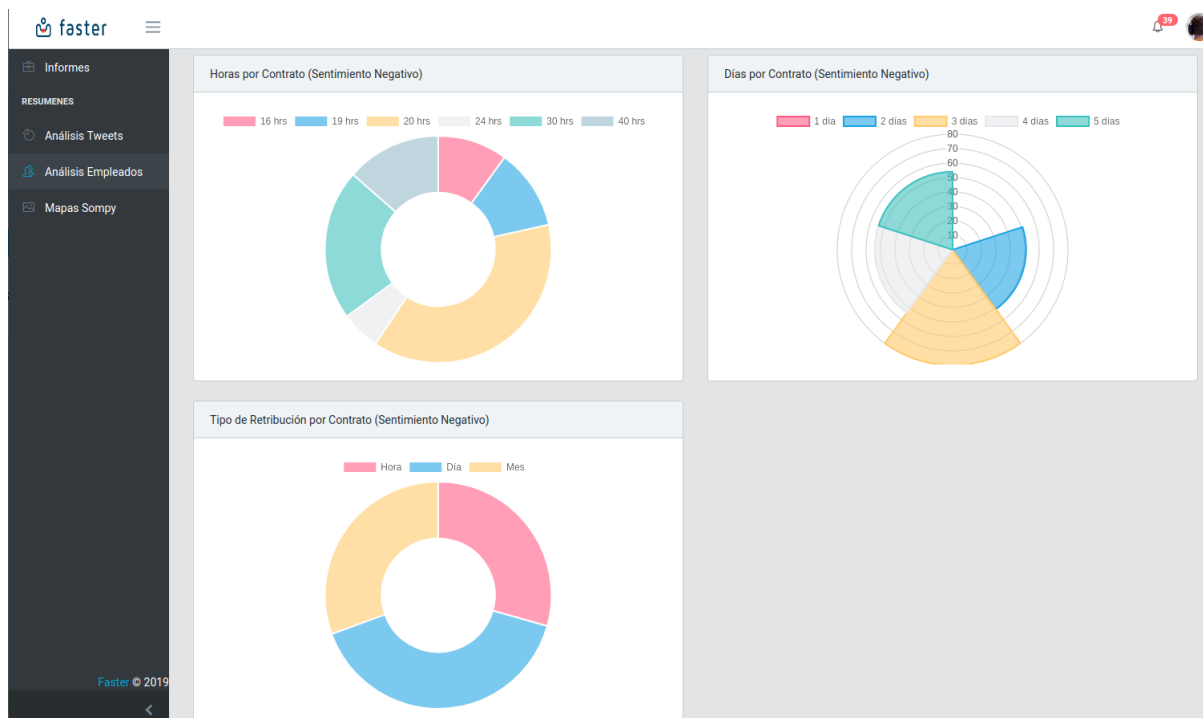 faster
39
Informes
RESUMENES
Análisis Tweets
Análisis Empleados
Mapas Sompy
Faster © 2019
Horas por Contrato (Sentimiento Negativo)
16 hrs 19 hrs 20 hrs 24 hrs 30 hrs 40 hrs
Días por Contrato (Sentimiento Negativo)
1 día 2 días 3 días 4 días 5 días
80
70
60
50
40
30
20
10
Tipo de Retribución por Contrato (Sentimiento Negativo)
Hora Día Mes